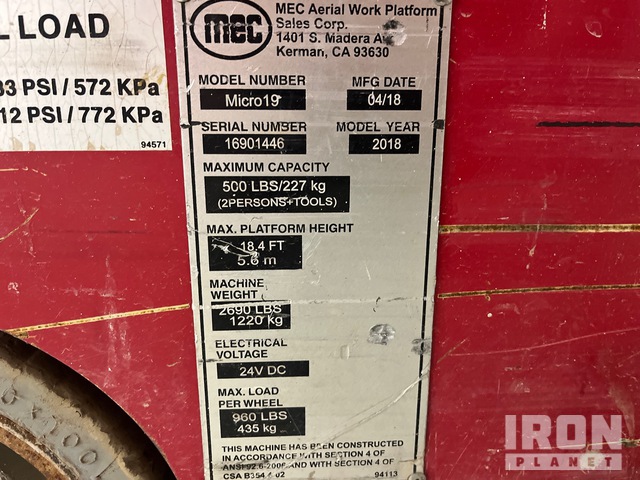 L LOAD
83 PSI / 572 KPa
12 PSI / 772 KPa
94571
mec
MEC Aerial Work Platform
Sales Corp.
1401 S. Madera
Kerman, CA 93630
MODEL NUMBER MFG DATE
Micro19 04/18
SERIAL NUMBER MODEL YEAR
16901446 2018
MAXIMUM CAPACITY
500 LBS/227 kg
(2PERSONS+TOOLS)
MAX. PLATFORM HEIGHT
18.4 FT
5.6 m
MACHINE
WEIGHT
2690 LBS
1220 kg
ELECTRICAL
VOLTAGE
24V DC
MAX. LOAD
PER WHEEL
960 LBS
435 kg
THIS MACHINE HAS BEEN CONSTRUCTED
IN ACCORDANCE WITH SECTION 4 OF
AND WITH SECTION 4 OF
CSA 94113
IRON
PLANET